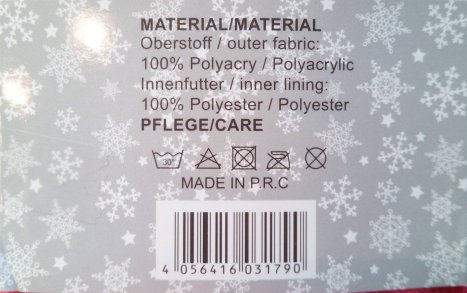 MATERIAL/MATERIAL
Oberstoff / outer fabric:
100% Polyacry / Polyacrylic
Innenfutter / inner lining:
100% Polyester / Polyester
PFLEGE/CARE
30°
MADE IN P.R.C
4 056416 031790